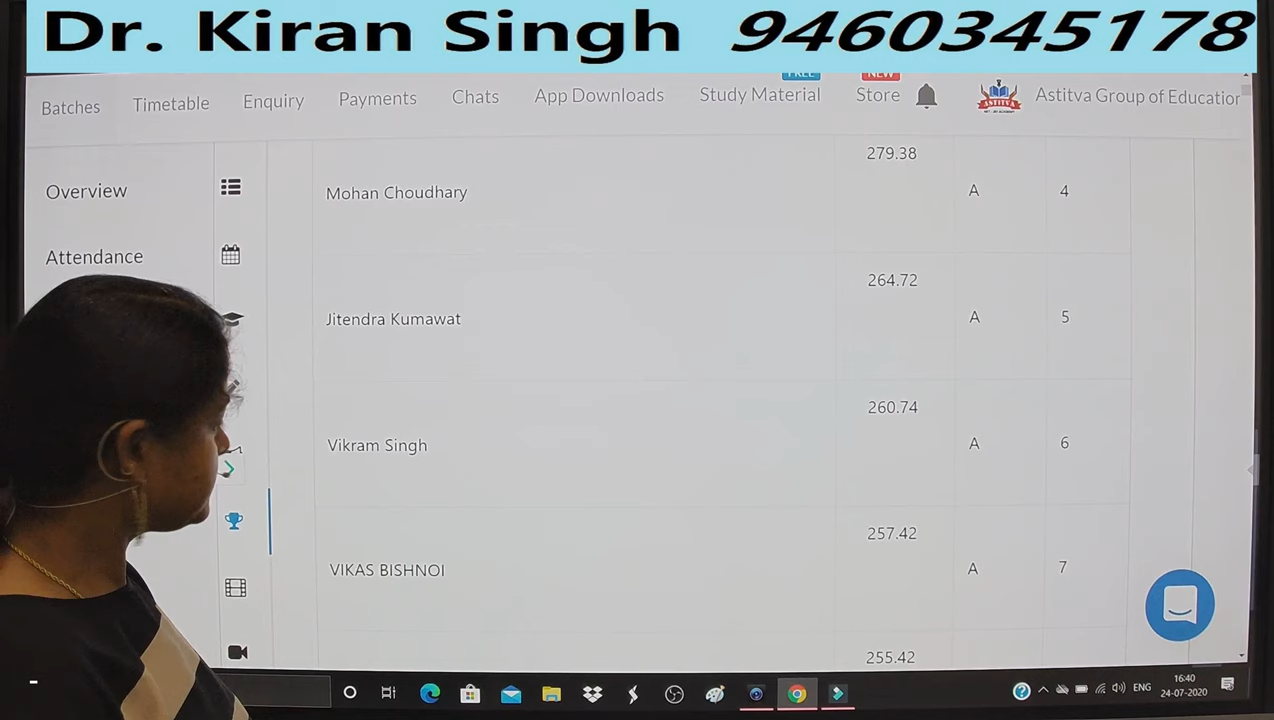 Dr. Kiran Singh 9460345178
FREE NEW
Batches Timetable Enquiry Payments Chats App Downloads Study Material Store ASTITVA Astitva Group of Education
279.38
Overview
Mohan Choudhary A 4
Attendance
264.72
Jitendra Kumawat A 5
260.74
Vikram Singh A 6
257.42
VIKAS BISHNOI A 7
255.42
16:40
ENG
24-07-2020